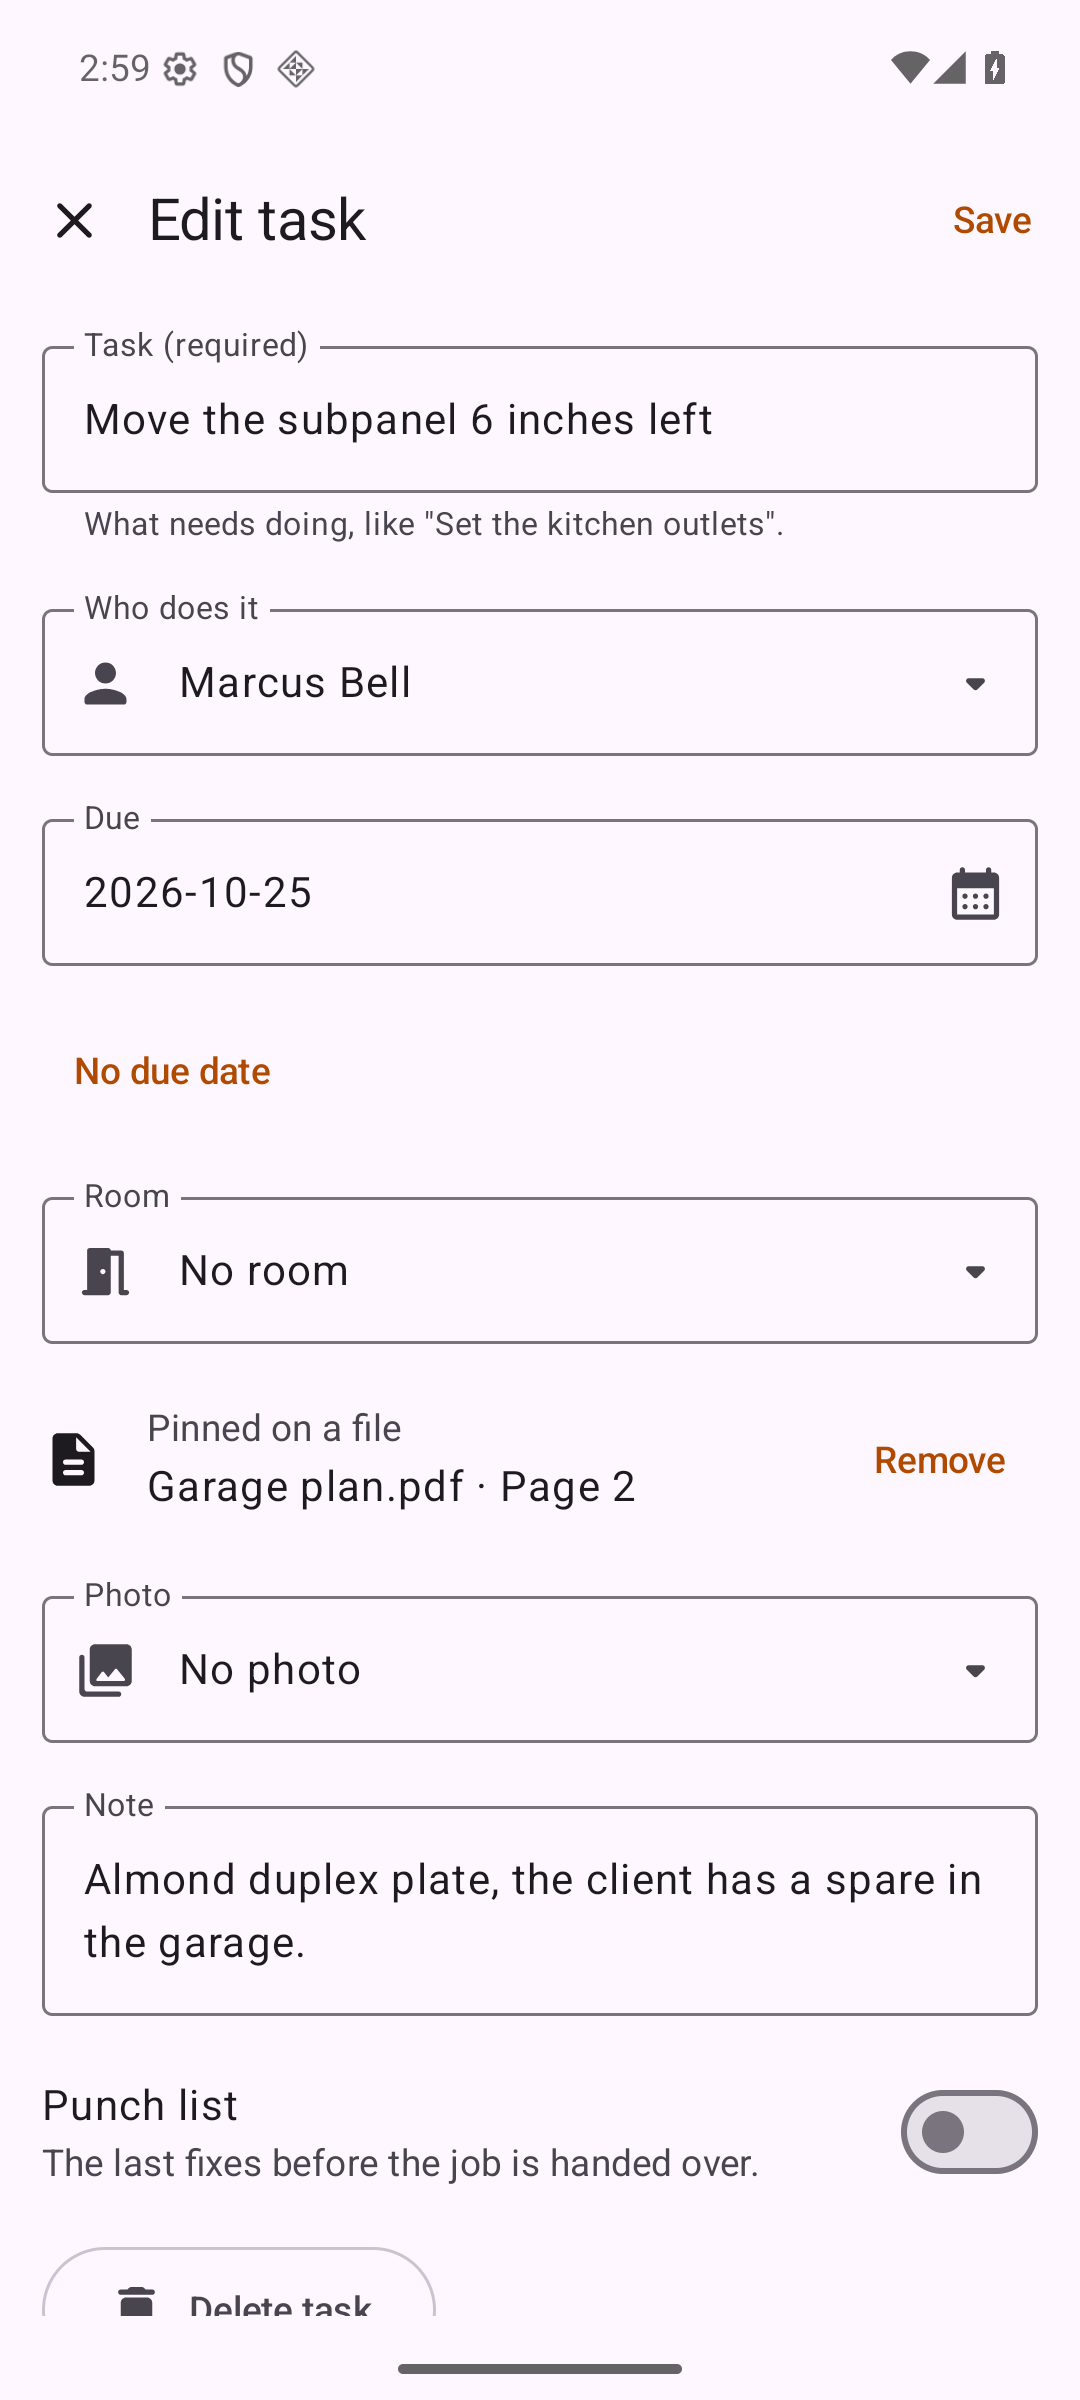 2:59
Edit task
Save
Task (required)
Move the subpanel 6 inches left
What needs doing, like "Set the kitchen outlets".
Who does it
Marcus Bell
Due
2026-10-25
No due date
Room
No room
Pinned on a file
Garage plan.pdf · Page 2
Remove
Photo
No photo
Note
Almond duplex plate, the client has a spare in
the garage.
Punch list
The last fixes before the job is handed over.
Delete task